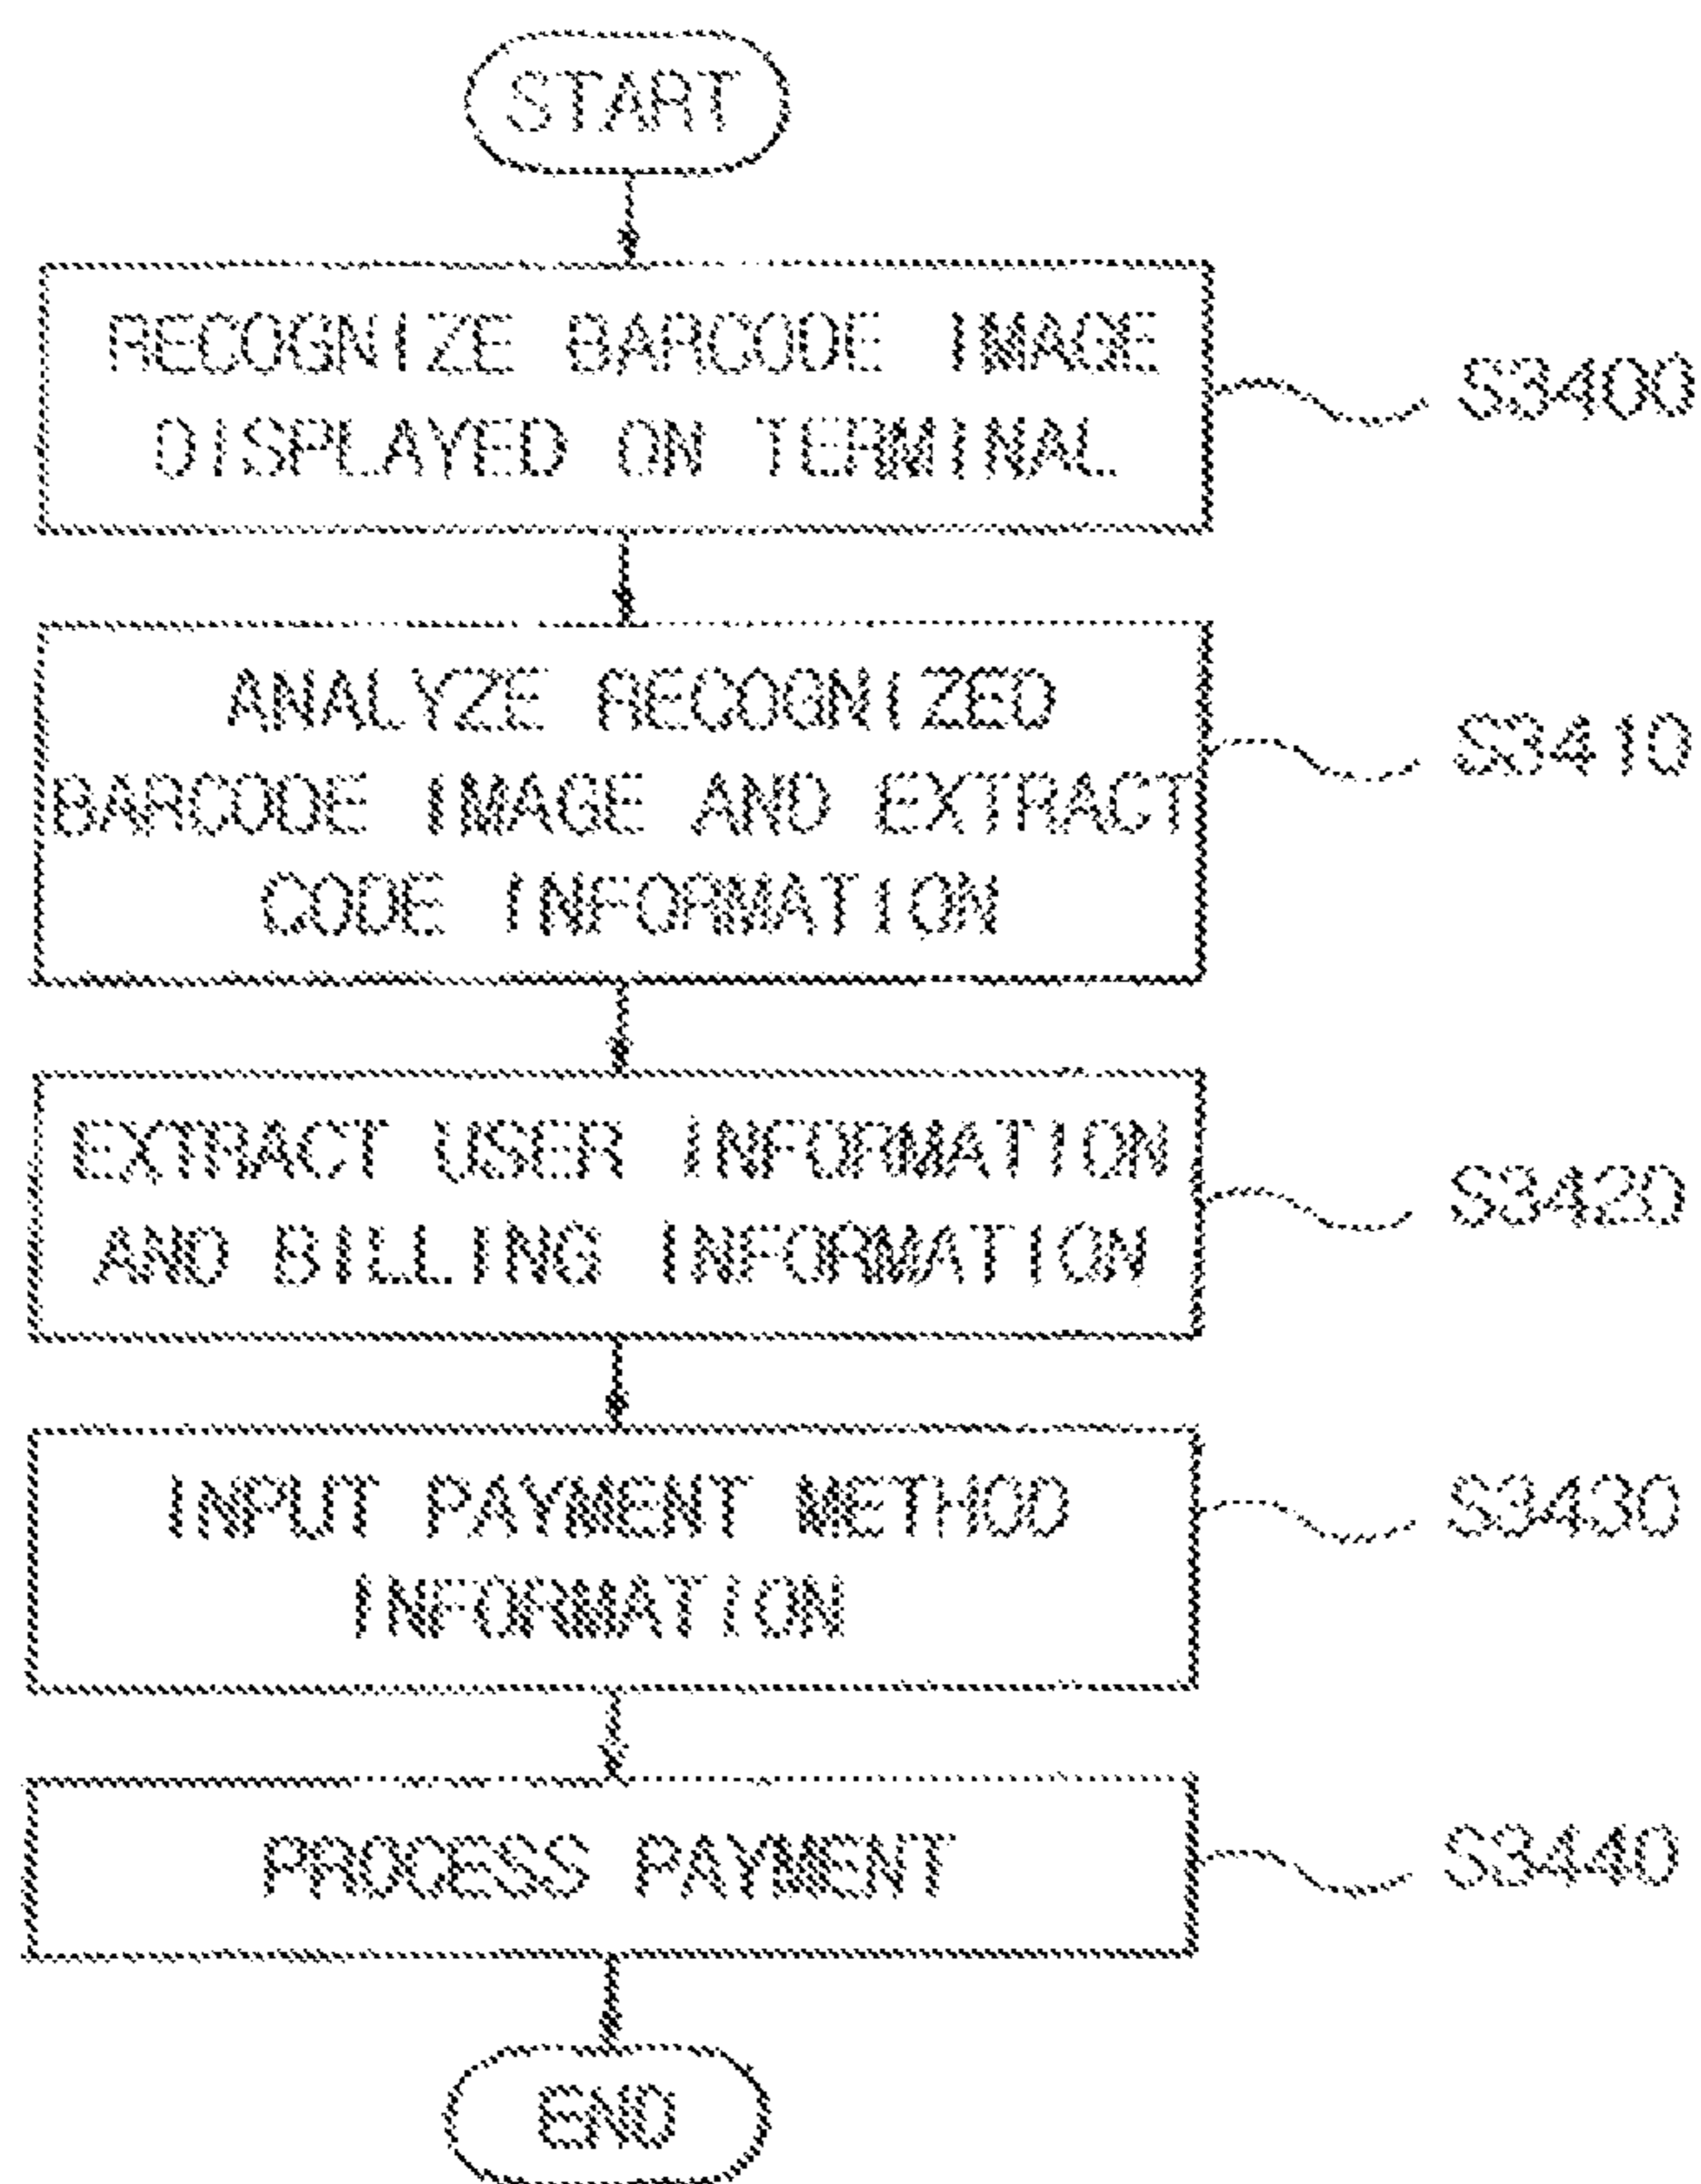 START
RECOGNIZE BARCODE IMAGE
DISPLAYED ON TERMINAL
S3400
ANALYZE RECOGNIZED
BARCODE IMAGE AND EXTRACT
CODE INFORMATION
S3410
EXTRACT USER INFORMATION
AND BILLING INFORMATION
S3420
INPUT PAYMENT METHOD
INFORMATION
S3430
PROCESS PAYMENT
S3440
END